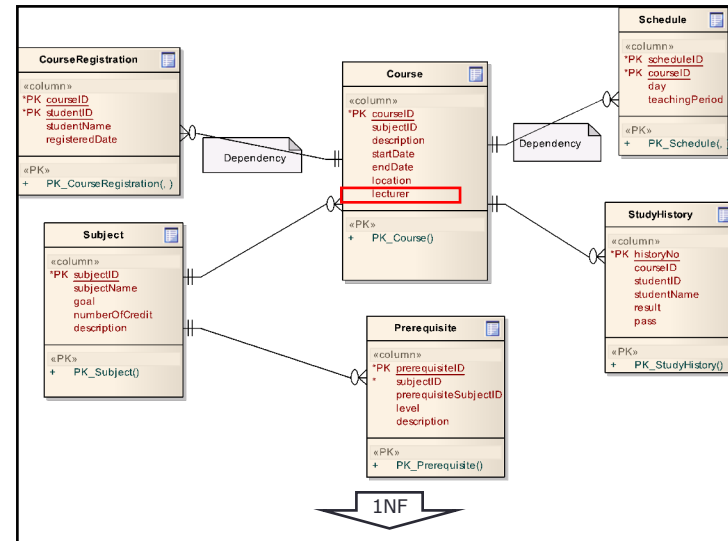 CourseRegistration
«column»
*PK courseID
*PK studentID
studentName
registeredDate
«PK»
+ PK_CourseRegistration(, )
Dependency
Course
«column»
*PK courseID
subjectID
description
startDate
endDate
location
lecturer
«PK»
+ PK_Course()
Dependency
Schedule
«column»
*PK scheduleID
*PK courseID
day
teachingPeriod
«PK»
+ PK_Schedule(,
Subject
«column»
*PK subjectID
subjectName
goal
numberOfCredit
description
«PK»
+ PK_Subject()
Prerequisite
«column»
*PK prerequisiteID
* subjectID
prerequisiteSubjectID
level
description
«PK»
+ PK_Prerequisite()
StudyHistory
«column»
*PK historyNo
courseID
studentID
studentName
result
pass
«PK»
+ PK_StudyHistory()
1NF